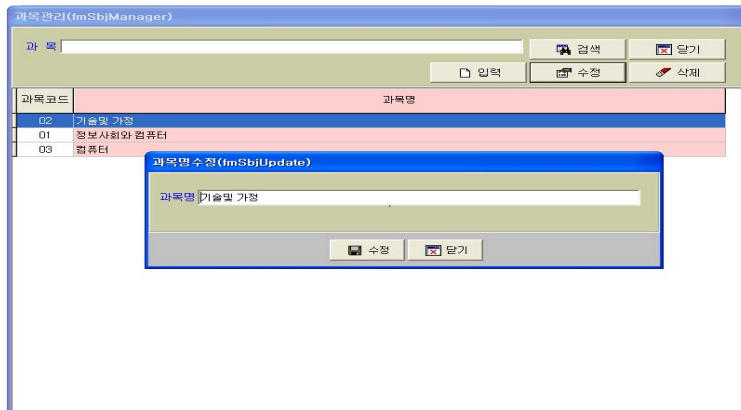 과목관리(fmSbjManager)
과 목 검색 닫기
입력 수정 삭제
과목코드 과목명
02 기술및 가정
01 정보사회와 컴퓨터
03 컴퓨터
과목명수정(fmSbjUpdate)
과목명 기술및 가정
수정 닫기